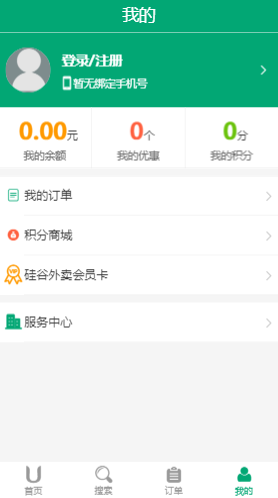 我的
登录/注册
暂无绑定手机号
0.00元 0个 0分
我的余额 我的优惠 我的积分
我的订单
积分商城
VIP
硅谷外卖会员卡
服务中心
首页 搜索 订单 我的